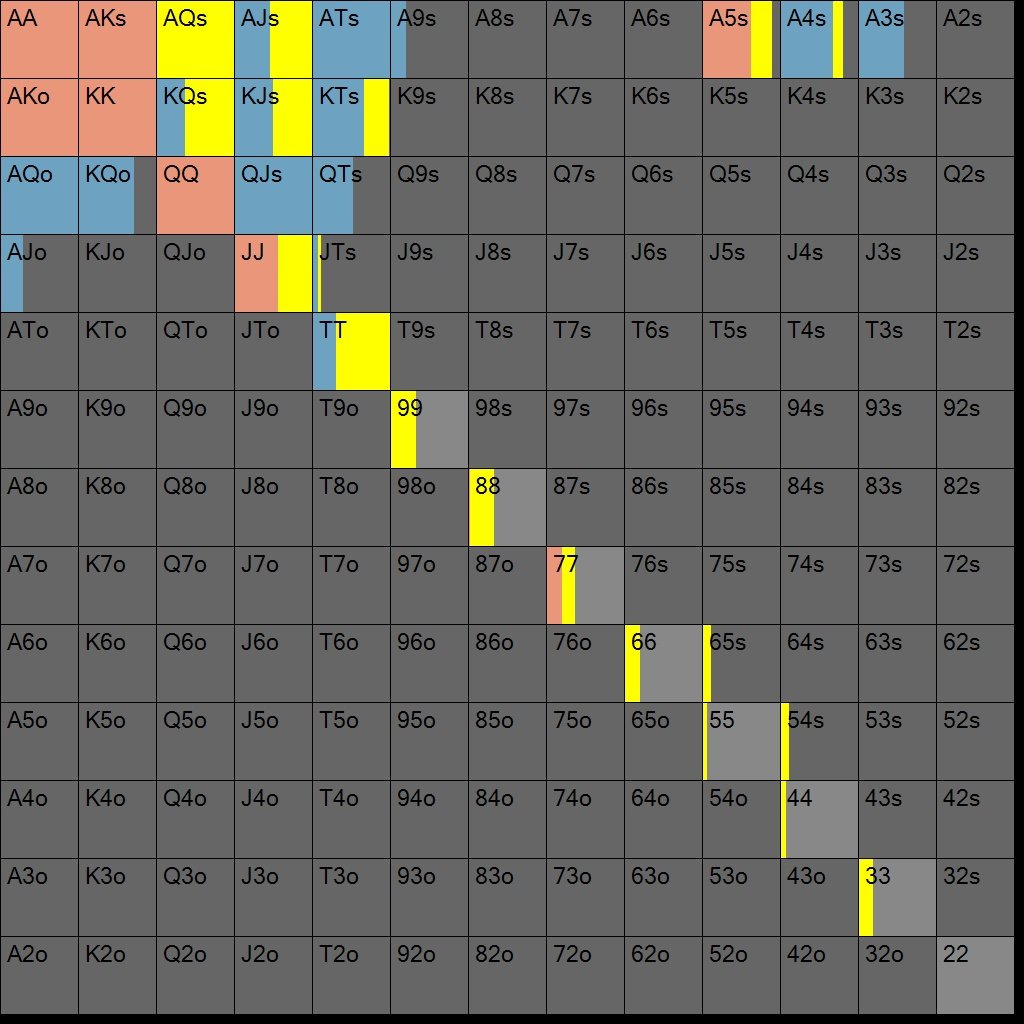 AA AKs AQs AJs ATs A9s A8s A7s A6s A5s A4s A3s A2s
AKo KK KQs KJs KTs K9s K8s K7s K6s K5s K4s K3s K2s
AQo KQo QQ QJs QTs Q9s Q8s Q7s Q6s Q5s Q4s Q3s Q2s
AJo KJo QJo JJ JTs J9s J8s J7s J6s J5s J4s J3s J2s
ATo KTo QTo JTo TT T9s T8s T7s T6s T5s T4s T3s T2s
A9o K9o Q9o J9o T9o 99 98s 97s 96s 95s 94s 93s 92s
A8o K8o Q8o J8o T8o 98o 88 87s 86s 85s 84s 83s 82s
A7o K7o Q7o J7o T7o 97o 87o 77 76s 75s 74s 73s 72s
A6o K6o Q6o J6o T6o 96o 86o 76o 66 65s 64s 63s 62s
A5o K5o Q5o J5o T5o 95o 85o 75o 65o 55 54s 53s 52s
A4o K4o Q4o J4o T4o 94o 84o 74o 64o 54o 44 43s 42s
A3o K3o Q3o J3o T3o 93o 83o 73o 63o 53o 43o 33 32s
A2o K2o Q2o J2o T2o 92o 82o 72o 62o 52o 42o 32o 22